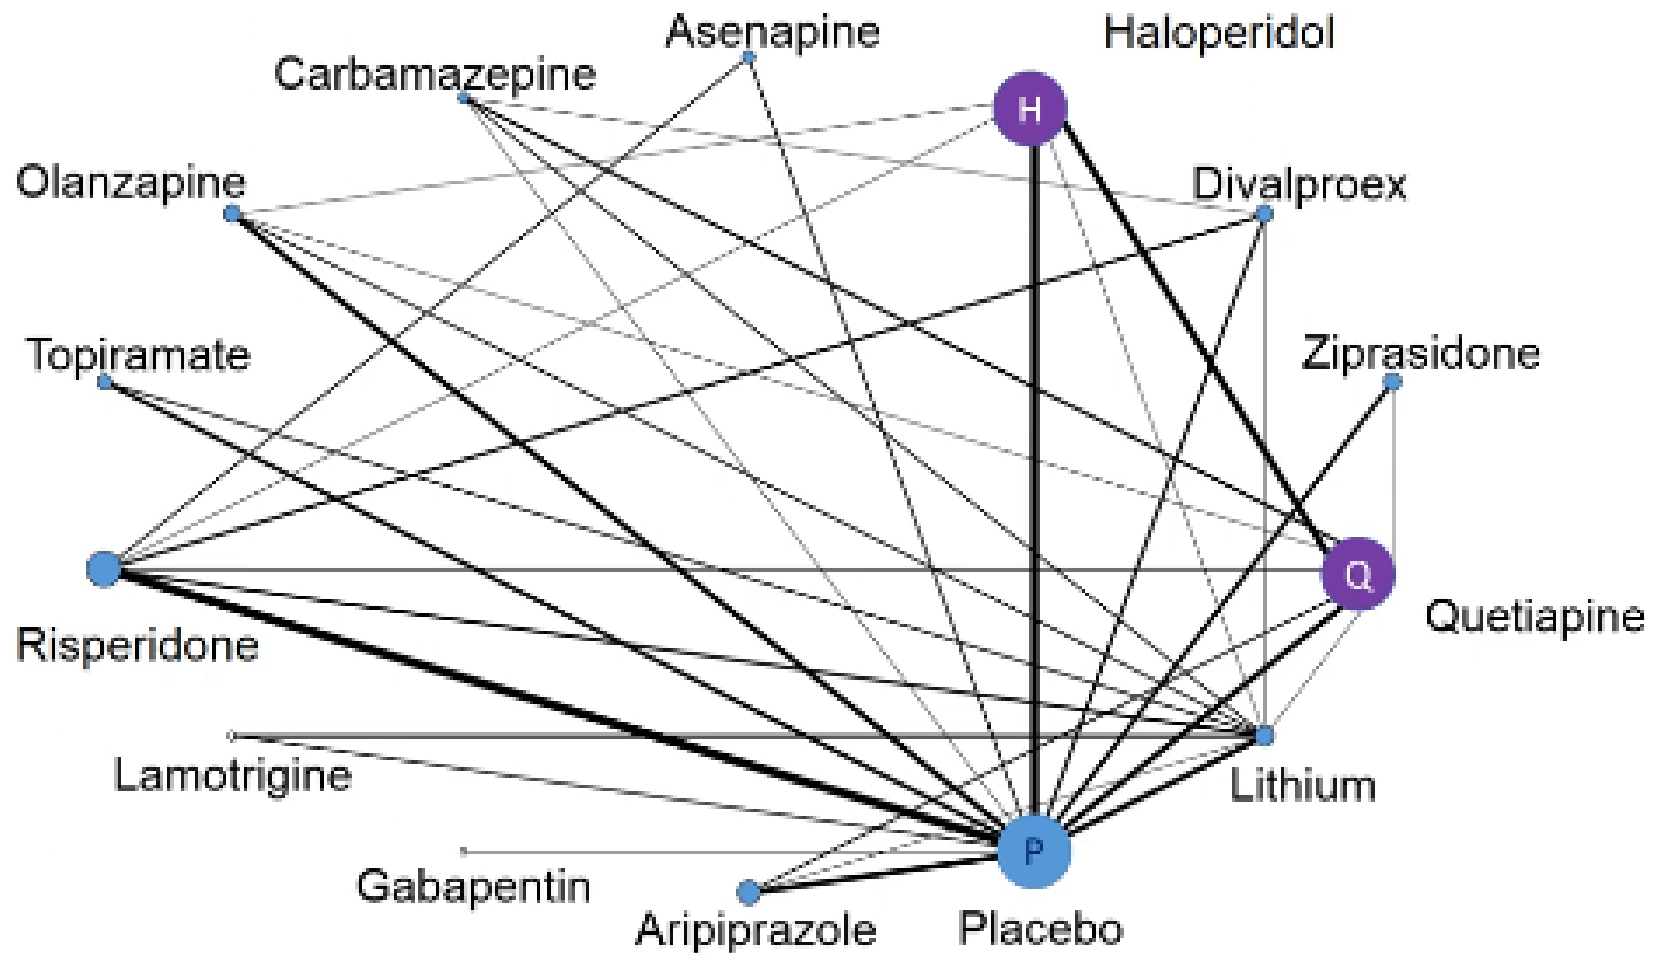 Asenapine
Haloperidol
Carbamazepine
H
Olanzapine
Divalproex
Topiramate
Ziprasidone
Q
Quetiapine
Risperidone
Lamotrigine
Lithium
P
Gabapentin
Aripiprazole
Placebo